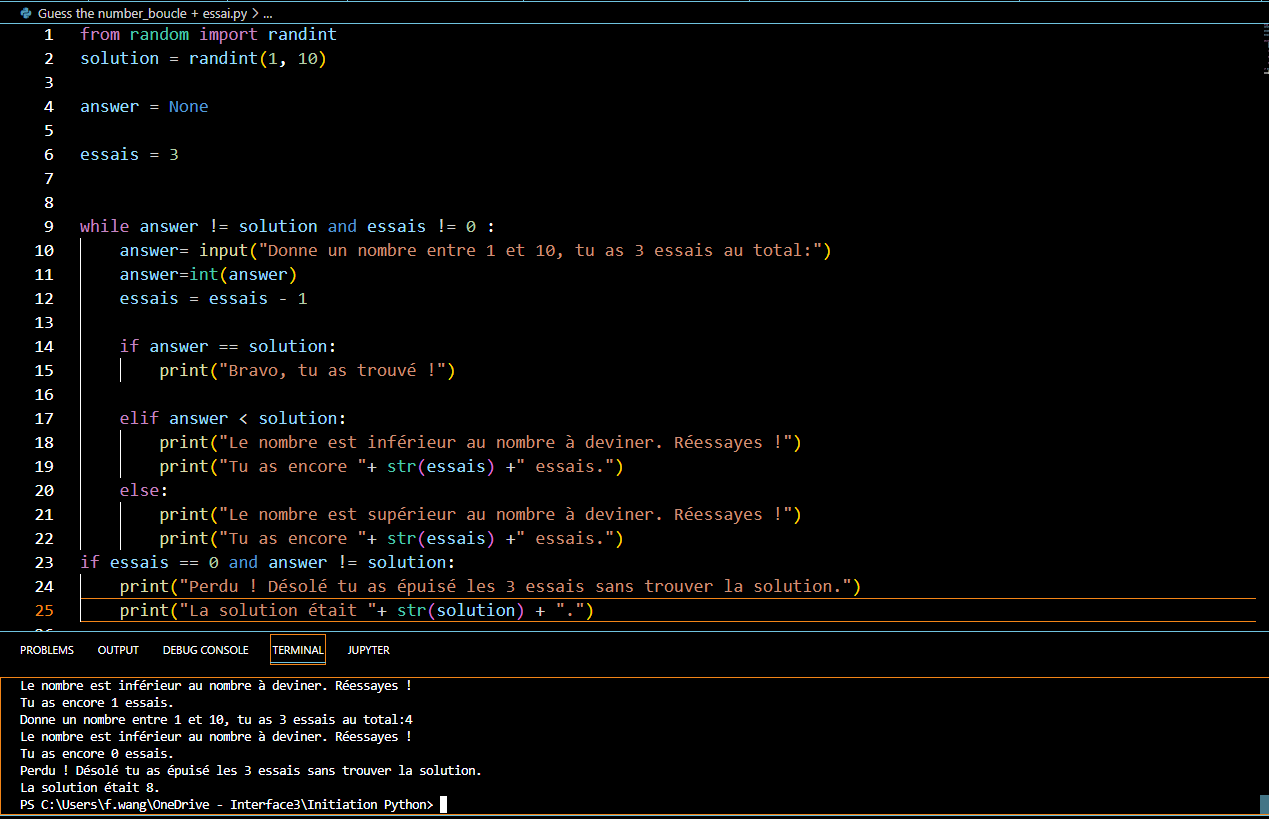 Guess the number_boucle + essai.py > ...
1 from random import randint
2 solution = randint(1, 10)
3
4 answer = None
5
6 essais = 3
7
8
9 while answer != solution and essais != 0 :
10     answer= input("Donne un nombre entre 1 et 10, tu as 3 essais au total:")
11     answer=int(answer)
12     essais = essais - 1
13
14     if answer == solution:
15         print("Bravo, tu as trouvé !")
16
17     elif answer < solution:
18         print("Le nombre est inférieur au nombre à deviner. Réessayes !")
19         print("Tu as encore "+ str(essais) +" essais.")
20     else:
21         print("Le nombre est supérieur au nombre à deviner. Réessayes !")
22         print("Tu as encore "+ str(essais) +" essais.")
23 if essais == 0 and answer != solution:
24     print("Perdu ! Désolé tu as épuisé les 3 essais sans trouver la solution.")
25     print("La solution était "+ str(solution) + ".")
PROBLEMS OUTPUT DEBUG CONSOLE TERMINAL JUPYTER
Le nombre est inférieur au nombre à deviner. Réessayes !
Tu as encore 1 essais.
Donne un nombre entre 1 et 10, tu as 3 essais au total:4
Le nombre est inférieur au nombre à deviner. Réessayes !
Tu as encore 0 essais.
Perdu ! Désolé tu as épuisé les 3 essais sans trouver la solution.
La solution était 8.
PS C:\Users\f.wang\OneDrive - Interface3\Initiation Python>